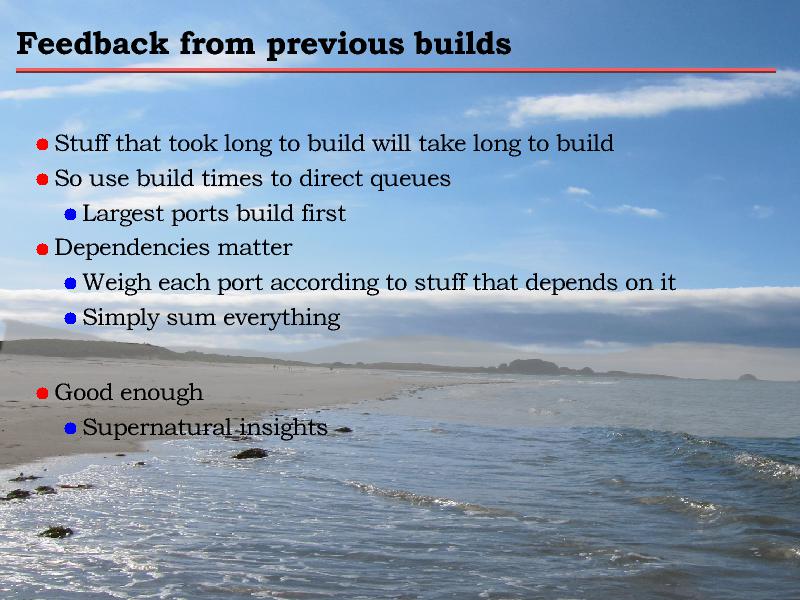 Feedback from previous builds
Stuff that took long to build will take long to build
So use build times to direct queues
Largest ports build first
Dependencies matter
Weigh each port according to stuff that depends on it
Simply sum everything
Good enough
Supernatural insights